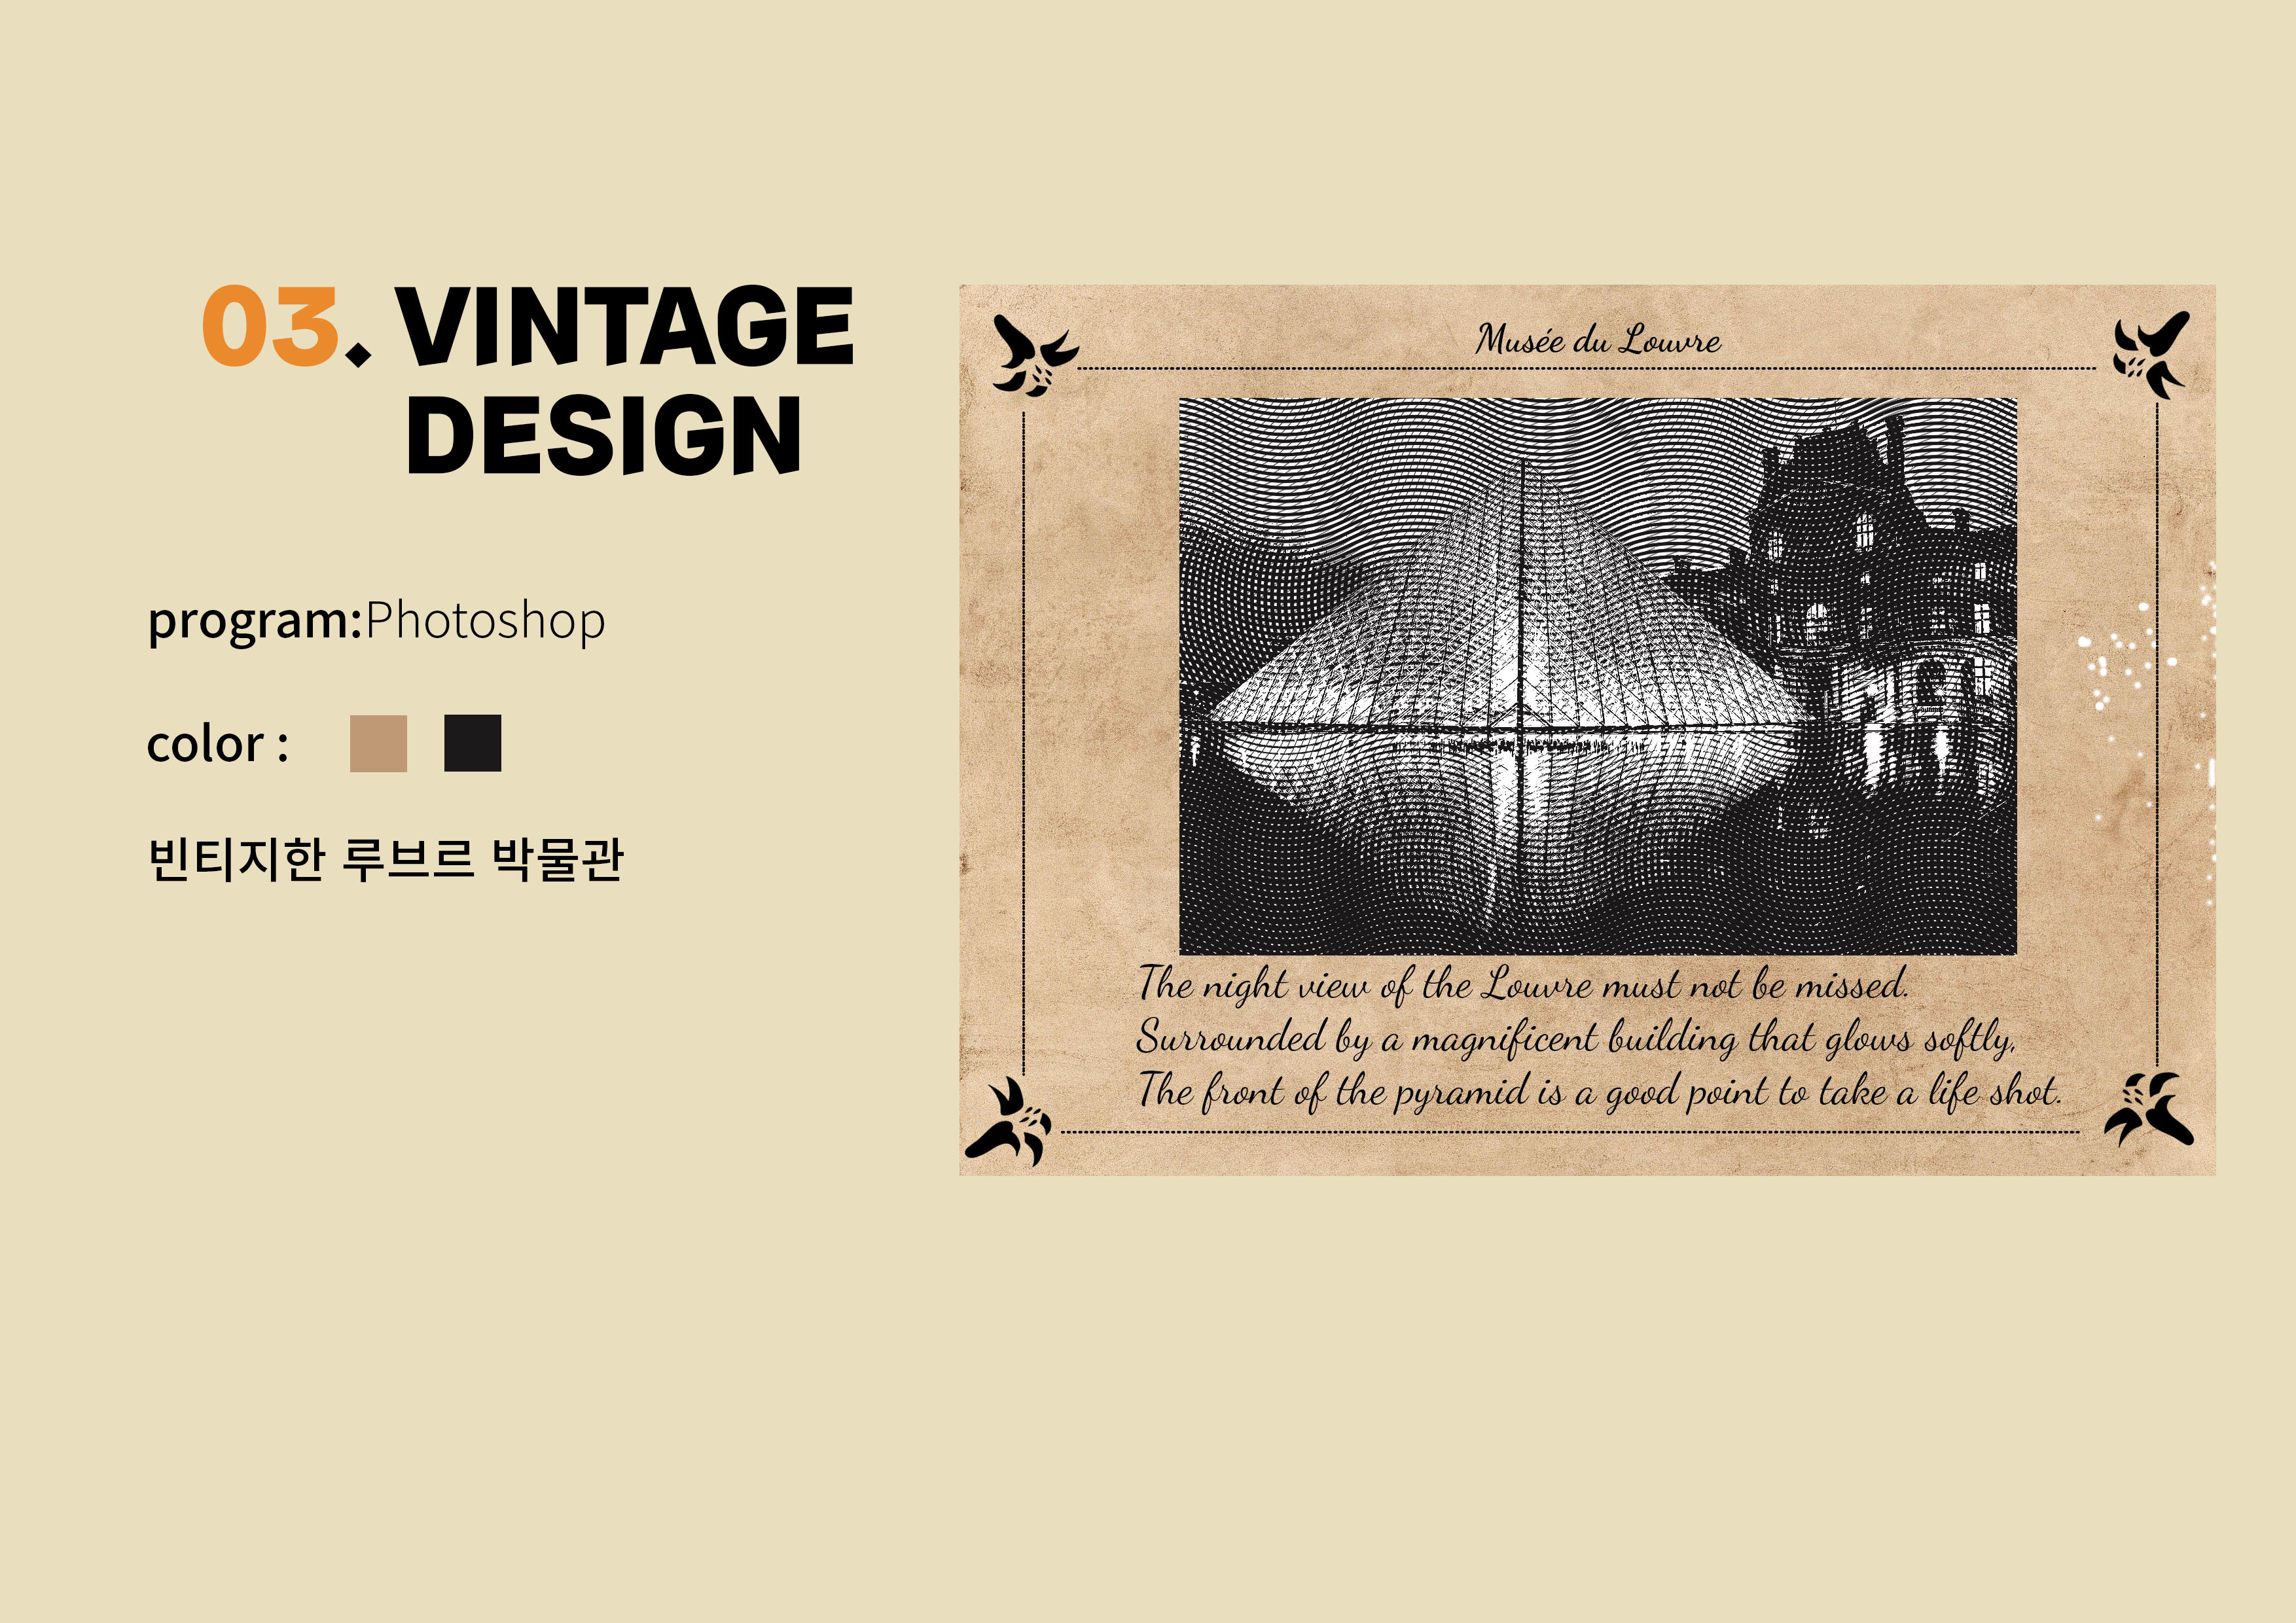 03. VINTAGE
DESIGN
program:Photoshop
color :
빈티지한 루브르 박물관
Musée du Louvre
The night view of the Louvre must not be missed.
Surrounded by a magnificent building that glows softly,
The front of the pyramid is a good point to take a life shot.